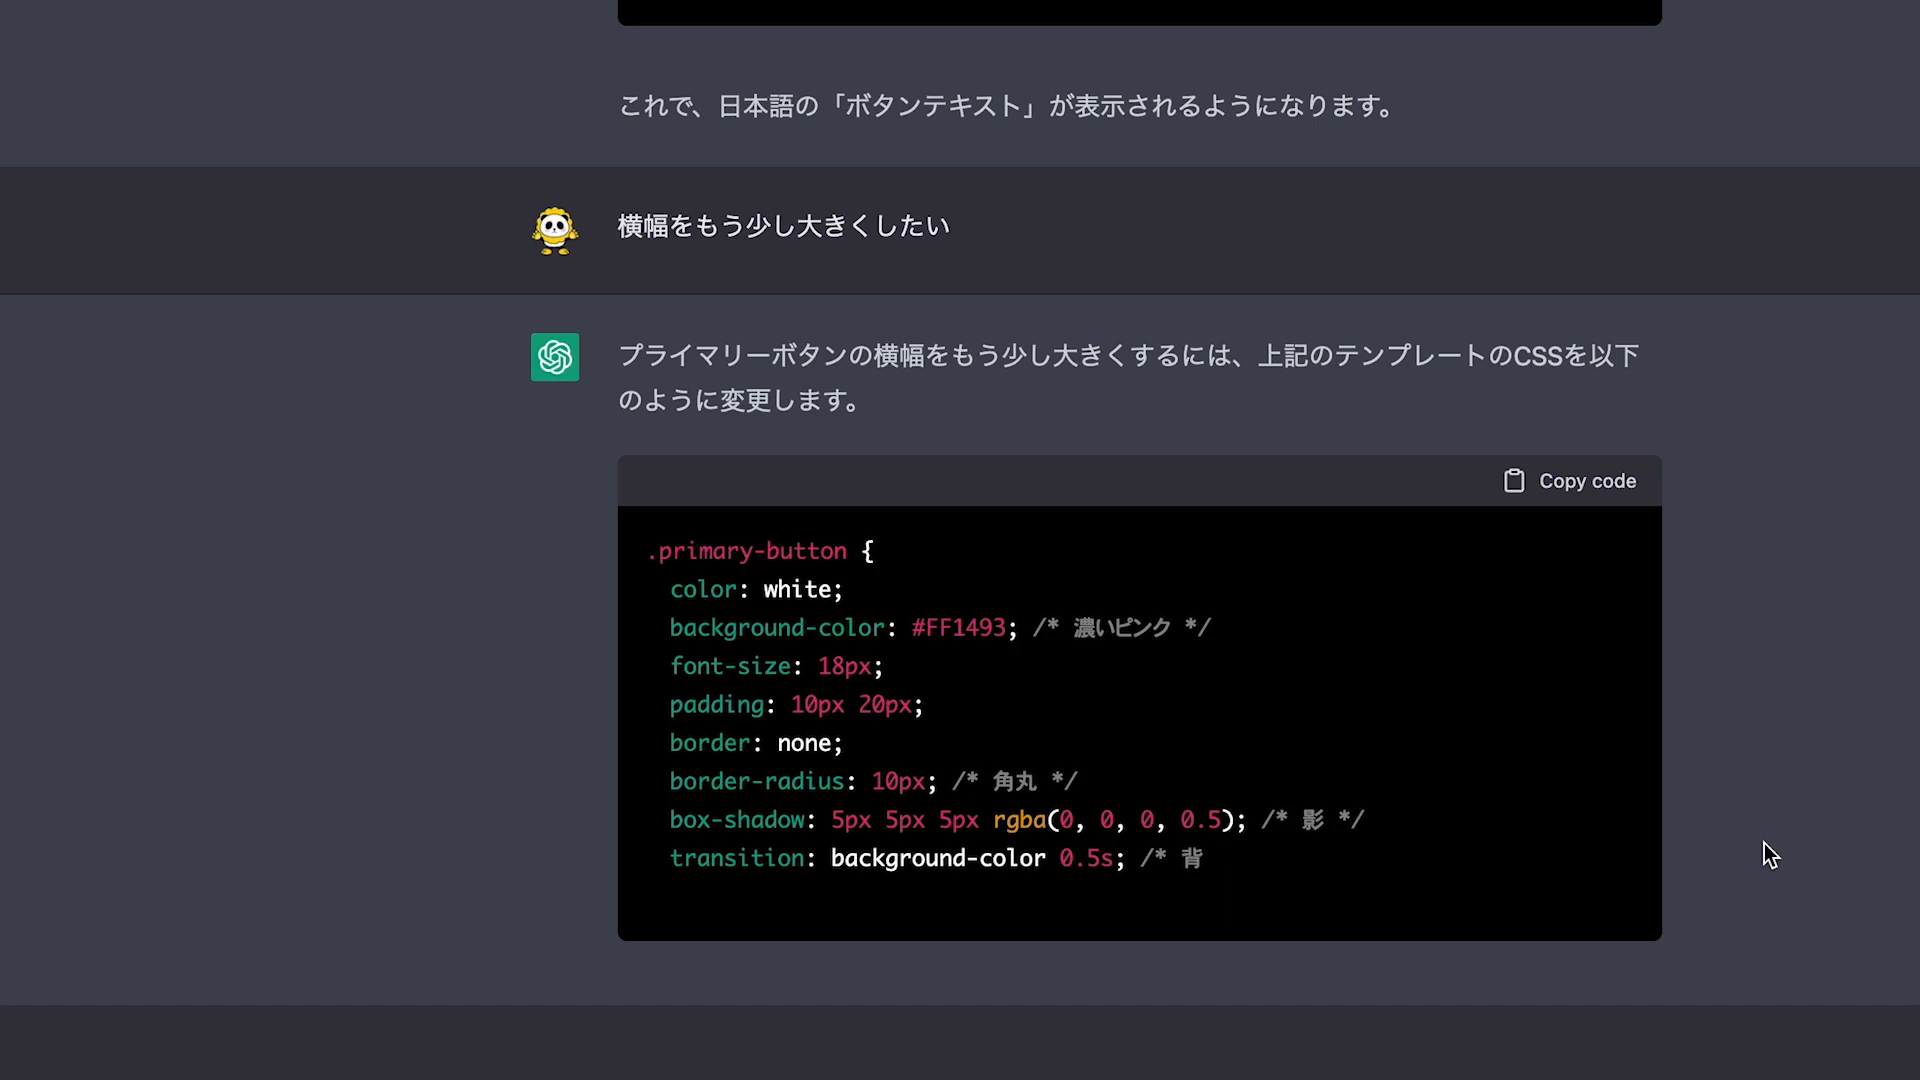 これで、日本語の「ボタンテキスト」が表示されるようになります。
横幅をもう少し大きくしたい
プライマリーボタンの横幅をもう少し大きくするには、上記のテンプレートのCSSを以下
のように変更します。
Copy code
.primary-button {
  color: white;
  background-color: #FF1493; /* 濃いピンク */
  font-size: 18px;
  padding: 10px 20px;
  border: none;
  border-radius: 10px; /* 角丸 */
  box-shadow: 5px 5px 5px rgba(0, 0, 0, 0.5); /* 影 */
  transition: background-color 0.5s; /* 背